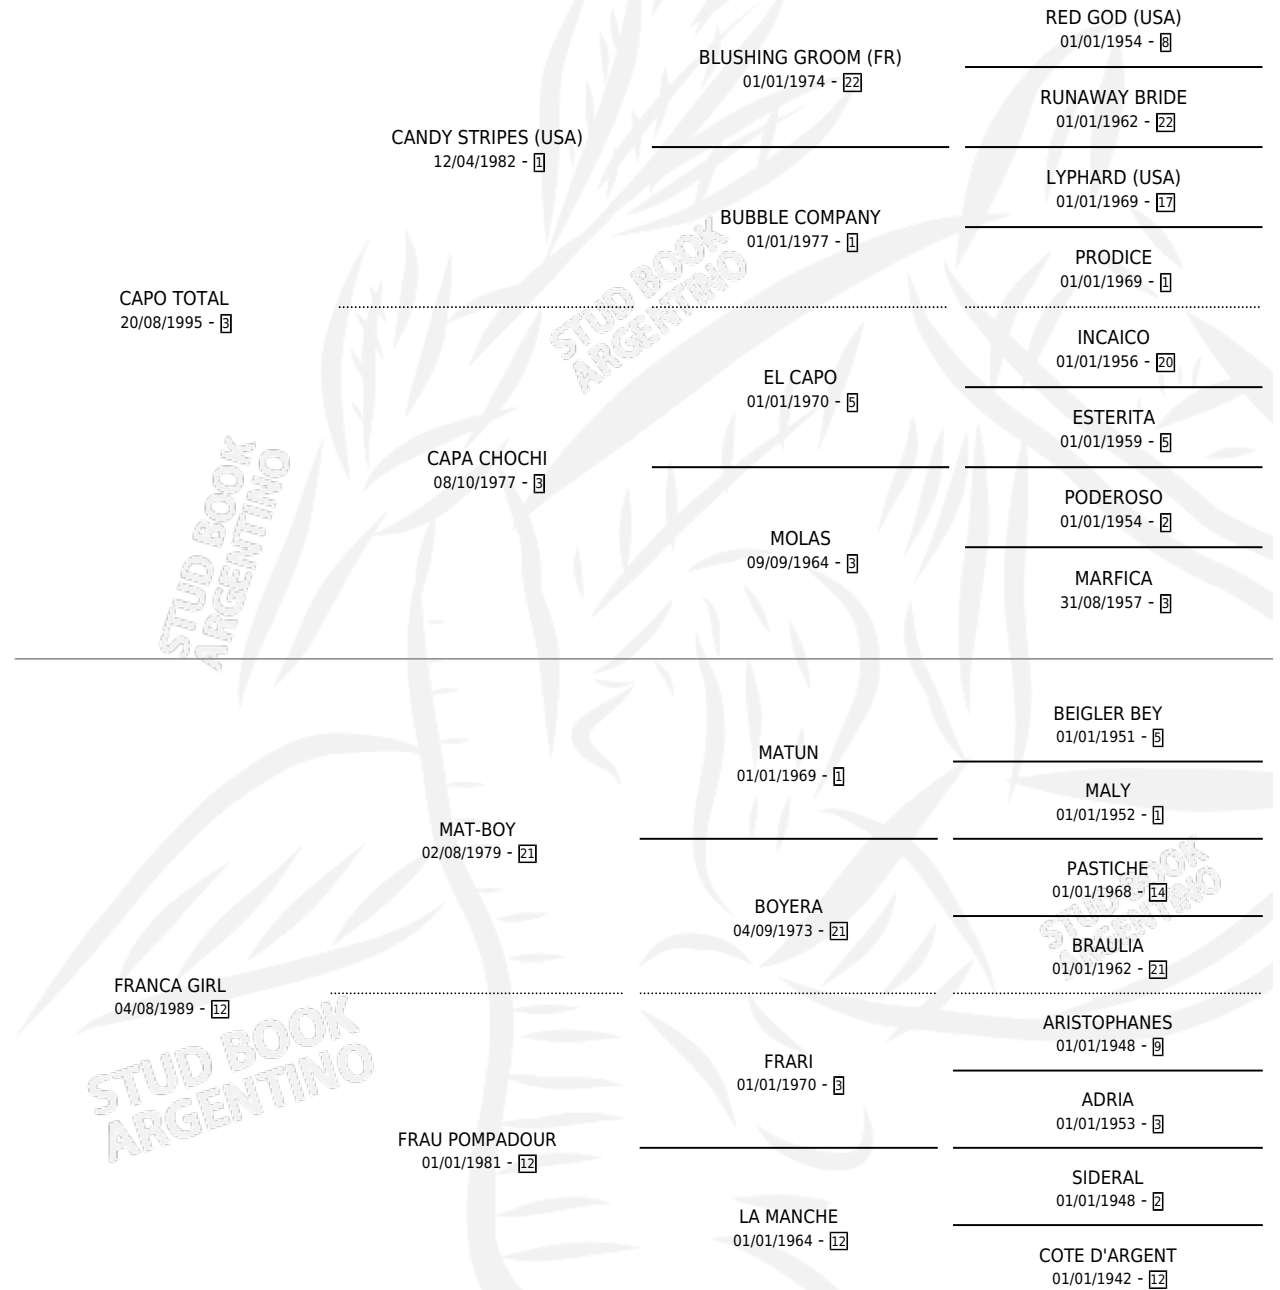 RED GOD (USA)
01/01/1954 - 8
BLUSHING GROOM (FR)
01/01/1974 - 22
RUNAWAY BRIDE
01/01/1962 - 22
CANDY STRIPES (USA)
12/04/1982 - 1
LYPHARD (USA)
01/01/1969 - 17
BUBBLE COMPANY
01/01/1977 - 1
PRODICE
01/01/1969 - 1
CAPO TOTAL
20/08/1995 - 3
INCAICO
01/01/1956 - 20
EL CAPO
01/01/1970 - 5
ESTERITA
01/01/1959 - 5
CAPA CHOCHI
08/10/1977 - 3
PODEROSO
01/01/1954 - 2
MOLAS
09/09/1964 - 3
MARFICA
31/08/1957 - 3
BEIGLER BEY
01/01/1951 - 5
MATUN
01/01/1969 - 1
MALY
01/01/1952 - 1
MAT-BOY
02/08/1979 - 21
PASTICHE
01/01/1968 - 14
BOYERA
04/09/1973 - 21
BRAULIA
01/01/1962 - 21
FRANCA GIRL
04/08/1989 - 12
ARISTOPHANES
01/01/1948 - 9
FRARI
01/01/1970 - 3
ADRIA
01/01/1953 - 3
FRAU POMPADOUR
01/01/1981 - 12
SIDERAL
01/01/1948 - 2
LA MANCHE
01/01/1964 - 12
COTE D'ARGENT
01/01/1942 - 12
STUD BOOK
ARGENTINO
STUD BOOK
ARGENTINO
STUD BOOK
ARGENTINO
STUD BOOK
ARGENTINO